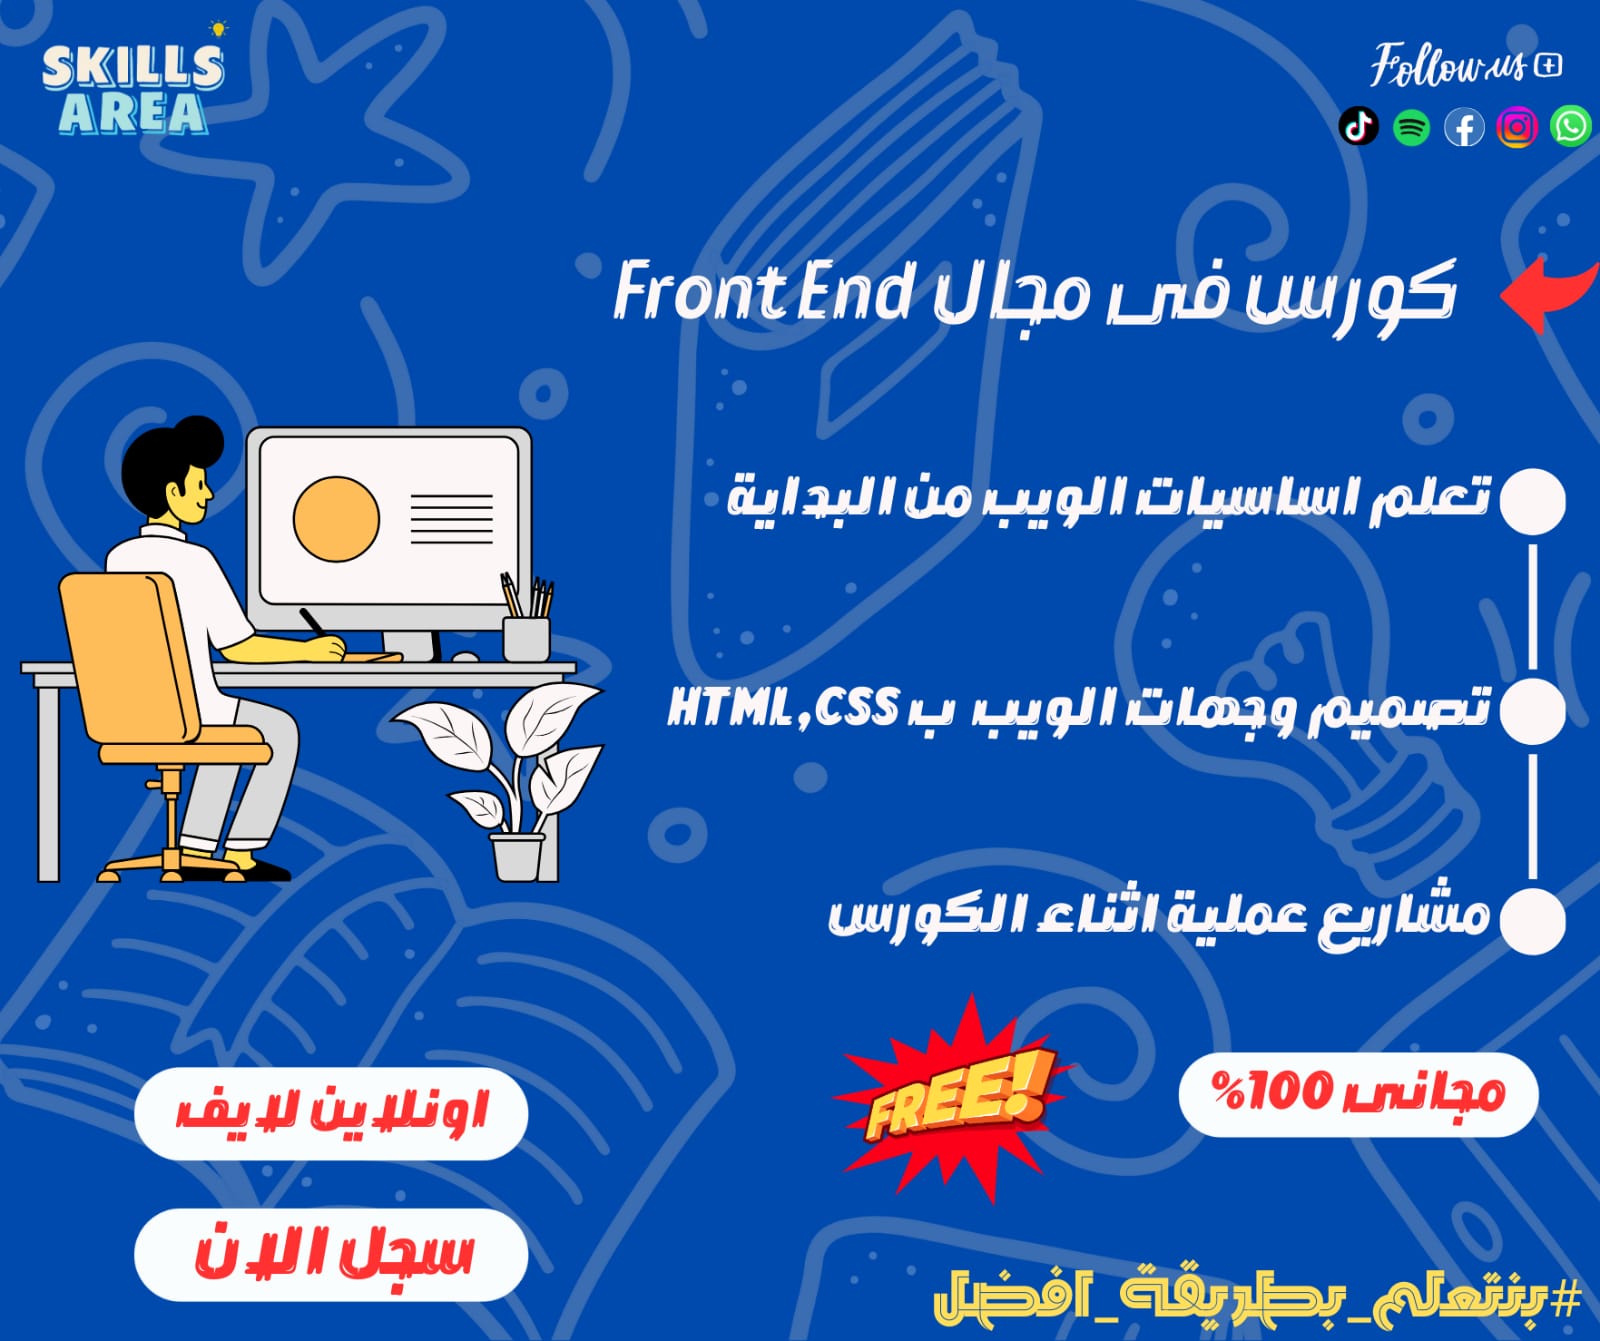 SKILLS
AREA
Follow us
كورس فى مجال Front End
تعلم اساسيات الويب من البداية
تصميم وجهات الويب ب HTML,CSS
مشاريع عملية اثناء الكورس
FREE!
مجانى 100%
اونلاين لايف
سجل الان
#بنتعلم_بطريقة_افضل